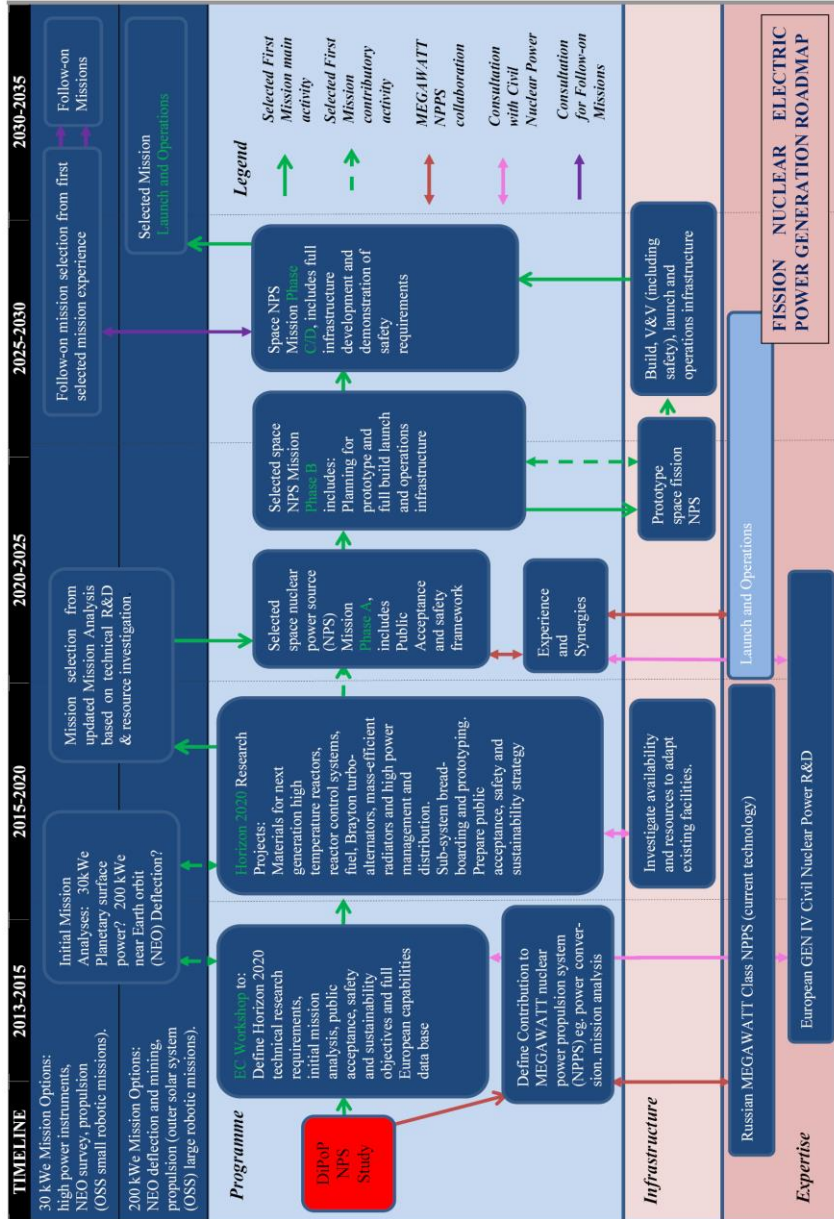 TIMELINE
2013-2015
2015-2020
2020-2025
2025-2030
2030-2035
30 kWe Mission Options:
high power instruments,
NEO survey, propulsion
(OSS small robotic missions).
200 kWe Mission Options:
NEO deflection and mining,
propulsion (outer solar system
(OSS) large robotic missions).
Initial Mission
Analyses: 30kWe
Planetary surface
power? 200 kWe
near Earth orbit
(NEO) Deflection?
Mission selection from
updated Mission Analysis
based on technical R&D
& resource investigation
Follow-on mission selection from first
selected mission experience
Follow-on
Missions
Selected Mission
Launch and Operations
Programme
DiPoP
NPS
Study
EC Workshop to:
Define Horizon 2020
technical research
requirements,
initial mission
analysis, public
acceptance, safety
and sustainability
objectives and full
European capabilities
data base
Define Contribution to
MEGAWATT nuclear
power propulsion system
(NPPS) eg. power conver-
sion, mission analysis
Horizon 2020 Research
Projects:
Materials for next
generation high
temperature reactors,
reactor control systems,
fuel, Brayton turbo-
alternators, mass-efficient
radiators and high power
management and
distribution.
Sub-system bread-
boarding and prototyping.
Prepare public
acceptance, safety and
sustainability strategy
Selected
space nuclear
power source (NPS)
Mission
Phase A,
includes
Public
Acceptance
and safety
framework
Experience
and
Synergies
Selected space
NPS Mission
Phase B
includes:
Planning for
prototype and
full build launch
and operations
infrastructure
Space NPS
Mission Phase
C/D, includes full
infrastructure
development and
demonstration of
safety
requirements
Legend
Selected First
Mission main
activity
Selected First
Mission
contributory
activity
MEGAWATT
NPPS
collaboration
Consultation
with Civil
Nuclear Power
Consultation
for Follow-on
Missions
Infrastructure
Investigate availability
and resources to adapt
existing facilities.
Prototype
space fission
NPS
Build, V&V (including
safety), launch and
operations infrastructure
Expertise
Russian MEGAWATT Class NPPS (current technology)
Launch and Operations
European GEN IV Civil Nuclear Power R&D
FISSION NUCLEAR ELECTRIC
POWER GENERATION ROADMAP